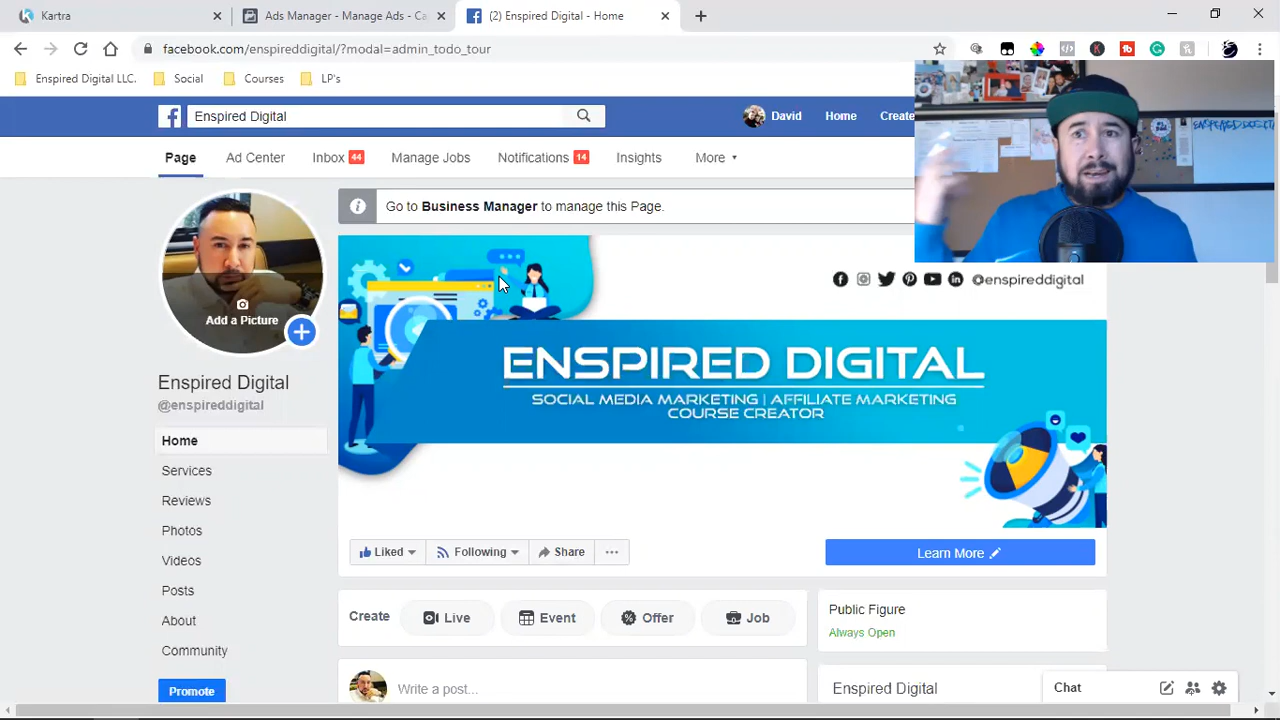 Kartra
Ads Manager - Manage Ads - Ca
(2) Enspired Digital - Home
facebook.com/enspireddigital/?modal=admin_todo_tour
Enspired Digital LLC.
Social
Courses
LP's
Enspired Digital
David
Home
Create
Page
Ad Center
Inbox 44
Manage Jobs
Notifications 14
Insights
More
Go to Business Manager to manage this Page.
Add a Picture
@enspireddigital
ENSPIRED DIGITAL
SOCIAL MEDIA MARKETING | AFFILIATE MARKETING
COURSE CREATOR
Enspired Digital
@enspireddigital
Home
Services
Reviews
Photos
Videos
Posts
About
Community
Promote
Liked
Following
Share
Learn More
Create
Live
Event
Offer
Job
Write a post...
Public Figure
Always Open
Enspired Digital
Chat